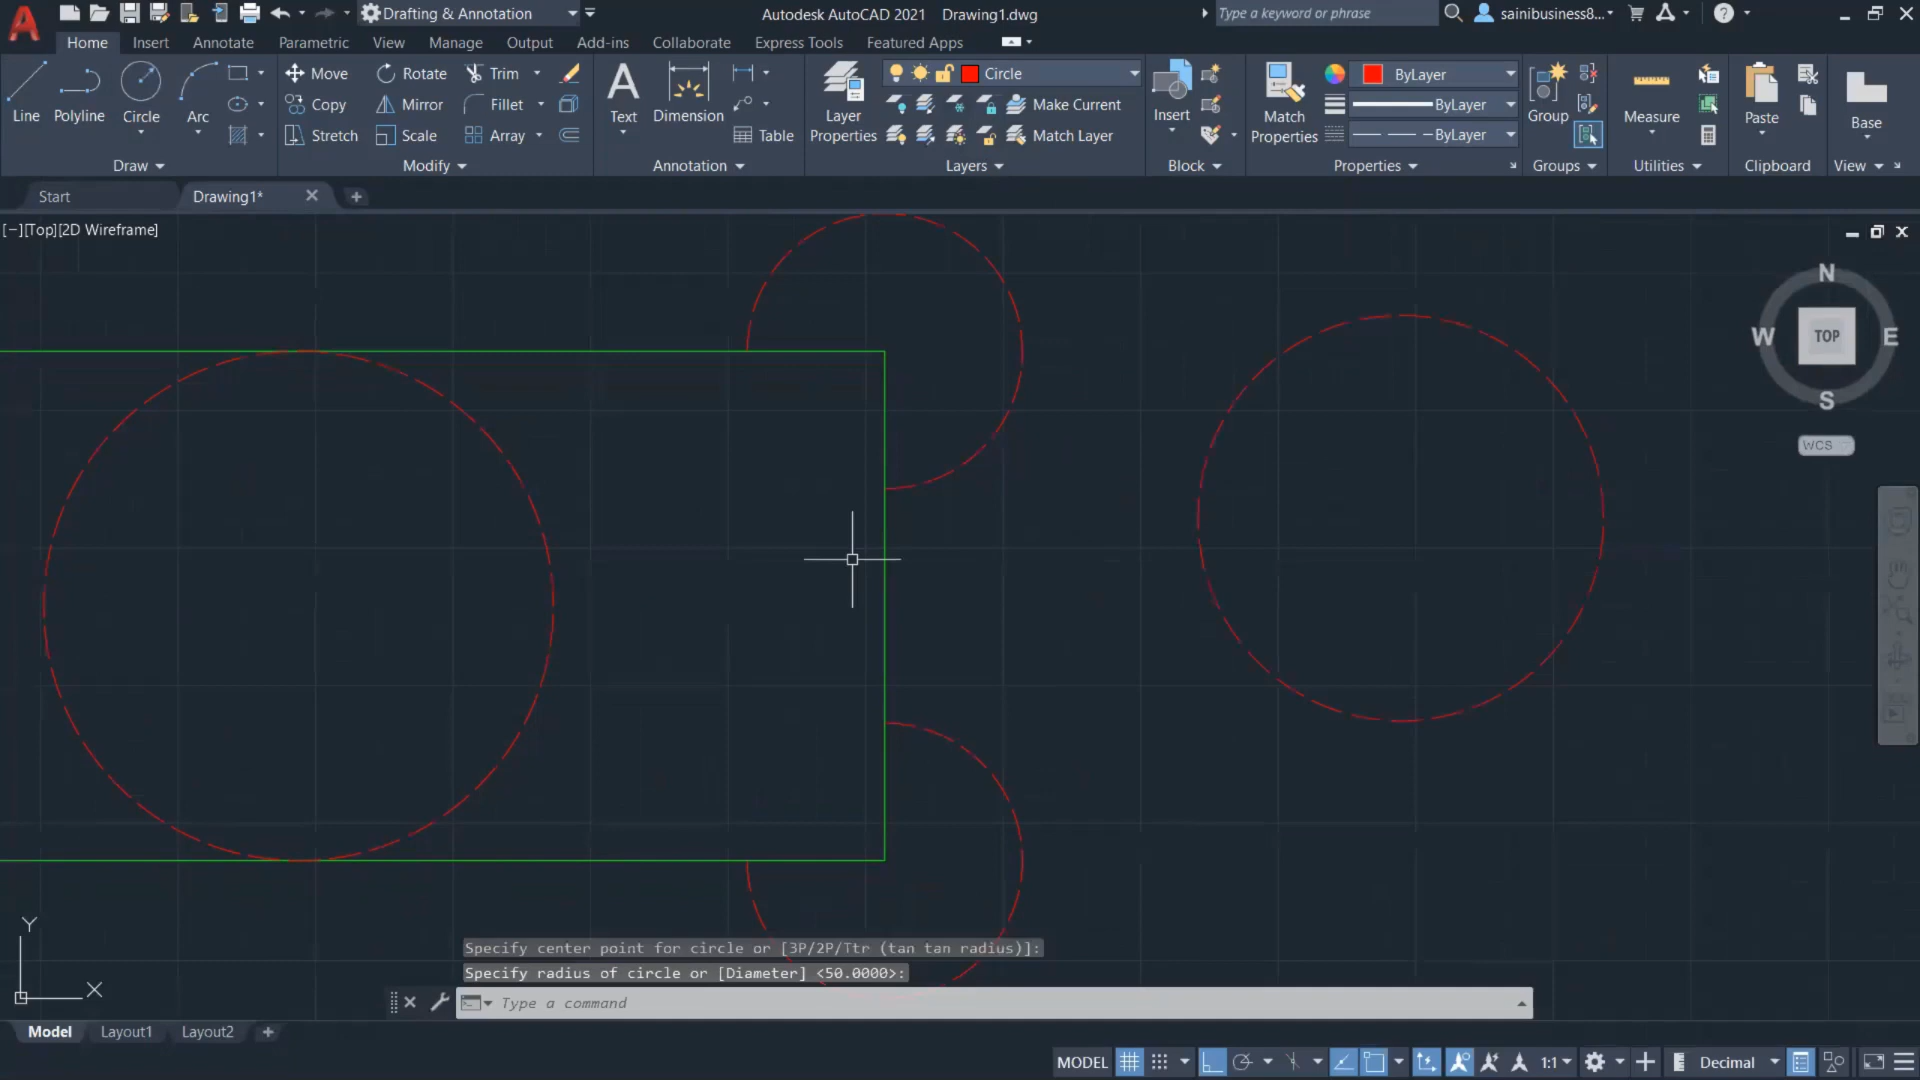 Drafting & Annotation
Autodesk AutoCAD 2021 Drawing1.dwg
Type a keyword or phrase
sainibusiness8...
Home Insert Annotate Parametric View Manage Output Add-ins Collaborate Express Tools Featured Apps
Move Rotate Trim
Circle
ByLayer
Copy Mirror Fillet
Make Current
ByLayer
Line Polyline Circle Arc
Text Dimension
Layer Properties
Insert
Match Properties
Group
Measure
Paste
Base
Stretch Scale Array
Table
Match Layer
ByLayer
Draw Modify Annotation Layers Block Properties Groups Utilities Clipboard View
Start Drawing1*
[−][Top][2D Wireframe]
N
W TOP E
S
WCS
Y
X
Specify center point for circle or [3P/2P/Ttr (tan tan radius)]:
Specify radius of circle or [Diameter] <50.0000>:
Type a command
Model Layout1 Layout2
MODEL 1:1 Decimal